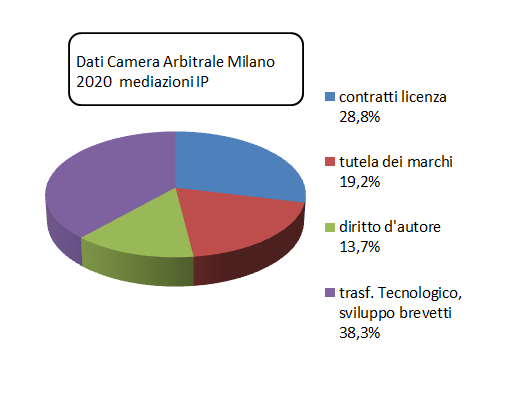 Dati Camera Arbitrale Milano
2020  mediazioni IP
contratti licenza
28,8%
tutela dei marchi
19,2%
diritto d'autore
13,7%
trasf. Tecnologico,
sviluppo brevetti
38,3%